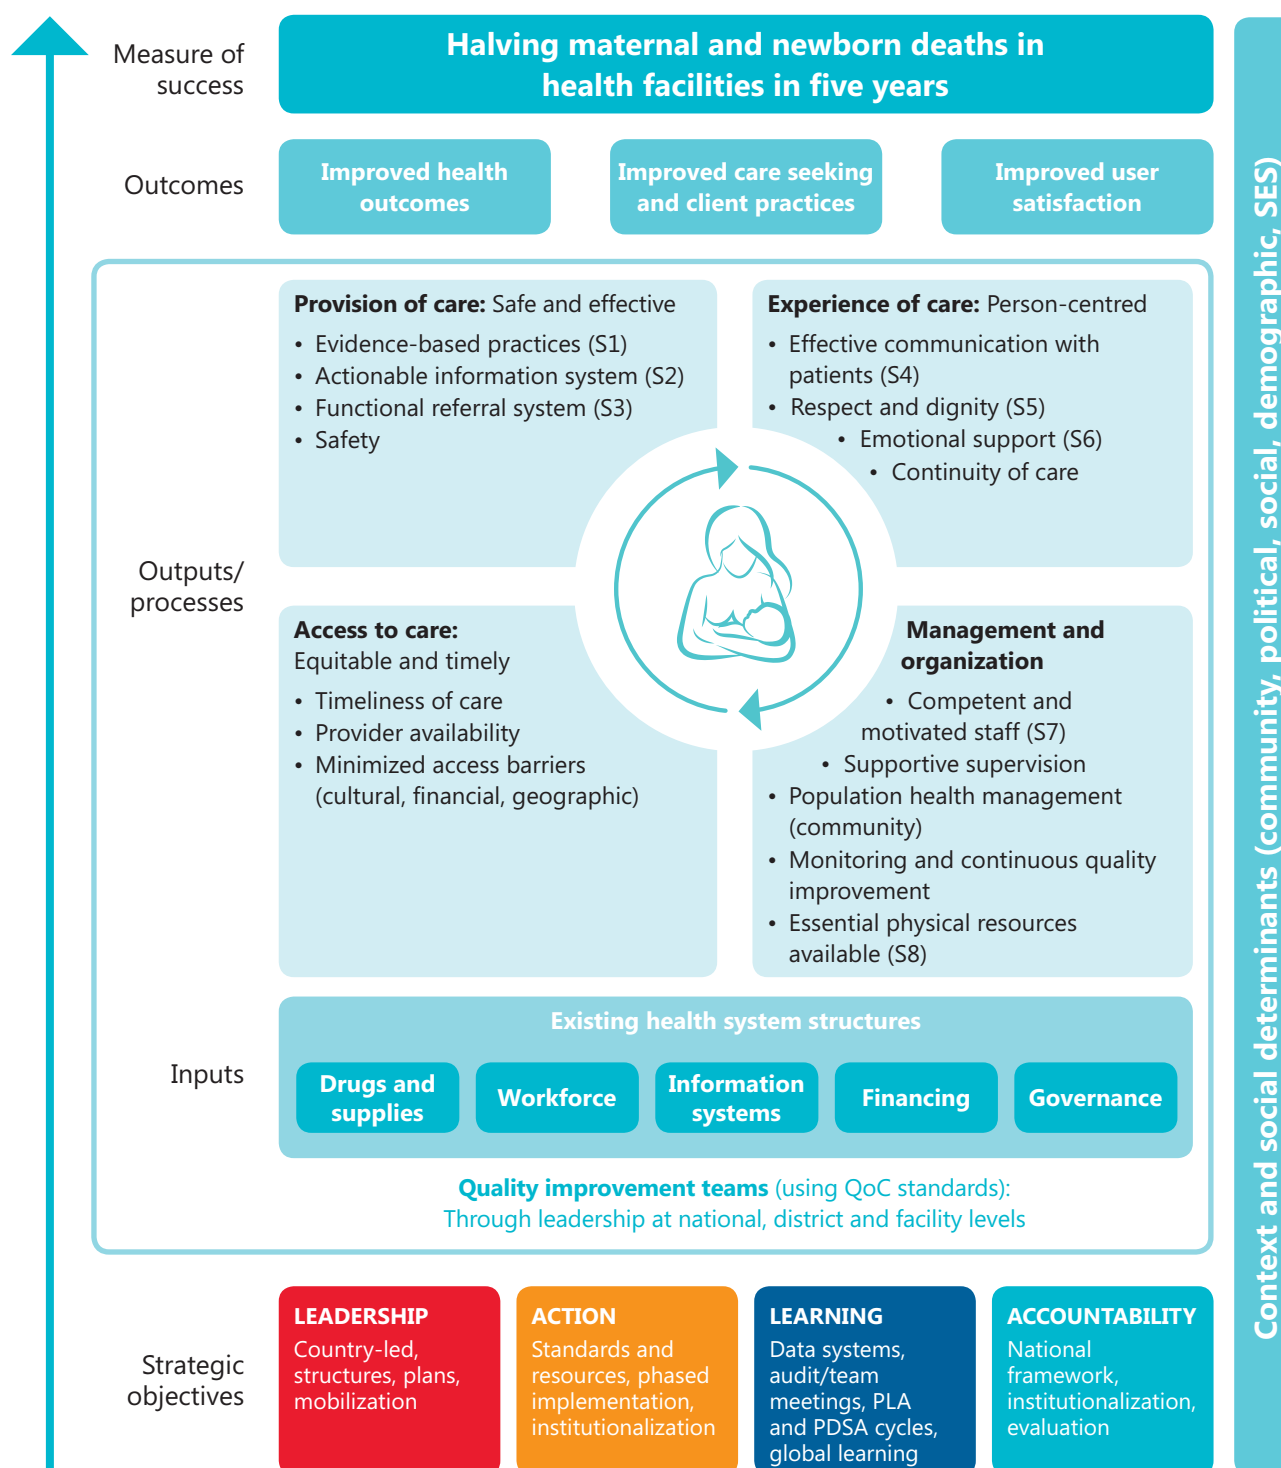 Measure of
success
Halving maternal and newborn deaths in
health facilities in five years
Outcomes
Improved health
outcomes
Improved care seeking
and client practices
Improved user
satisfaction
Outputs/
processes
Provision of care: Safe and effective
• Evidence-based practices (S1)
• Actionable information system (S2)
• Functional referral system (S3)
• Safety
Experience of care: Person-centred
• Effective communication with
patients (S4)
• Respect and dignity (S5)
• Emotional support (S6)
• Continuity of care
Access to care:
Equitable and timely
• Timeliness of care
• Provider availability
• Minimized access barriers
(cultural, financial, geographic)
Management and
organization
• Competent and
motivated staff (S7)
• Supportive supervision
• Population health management
(community)
• Monitoring and continuous quality
improvement
• Essential physical resources
available (S8)
Inputs
Existing health system structures
Drugs and
supplies
Workforce
Information
systems
Financing
Governance
Quality improvement teams (using QoC standards):
Through leadership at national, district and facility levels
Strategic
objectives
LEADERSHIP
Country-led,
structures, plans,
mobilization
ACTION
Standards and
resources, phased
implementation,
institutionalization
LEARNING
Data systems,
audit/team
meetings, PLA
and PDSA cycles,
global learning
ACCOUNTABILITY
National
framework,
institutionalization,
evaluation
Context and social determinants (community, political, social, demographic, SES)